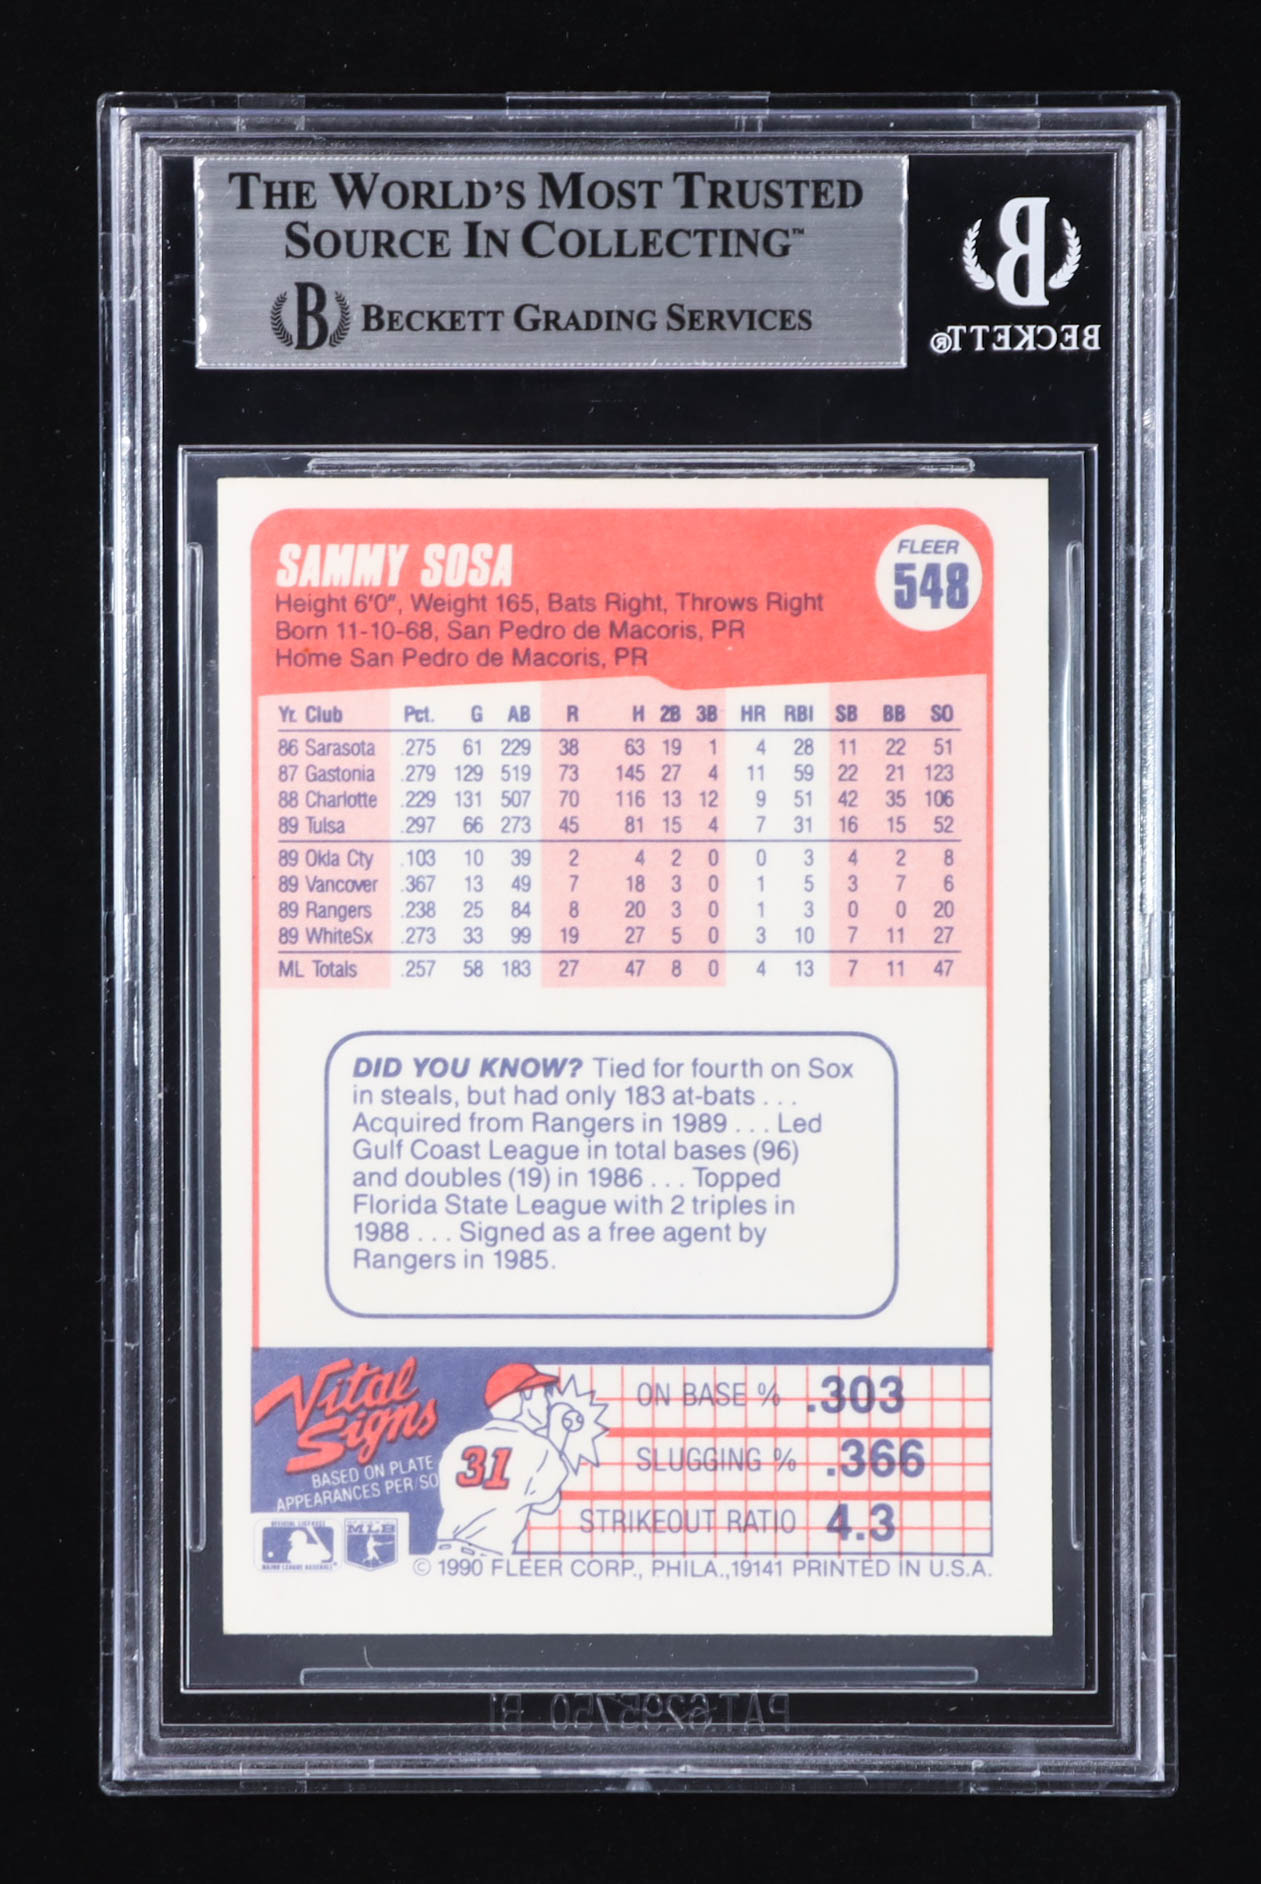 THE WORLD'S MOST TRUSTED
SOURCE IN COLLECTING™
B BECKETT GRADING SERVICES
B
BECKETT®
SAMMY SOSA
FLEER
548
Height 6'0", Weight 165, Bats Right, Throws Right
Born 11-10-68, San Pedro de Macoris, PR
Home San Pedro de Macoris, PR
Yr. Club Pct. G AB R H 2B 3B HR RBI SB BB SO
86 Sarasota .275 61 229 38 63 19 1 4 28 11 22 51
87 Gastonia .279 129 519 73 145 27 4 11 59 22 21 123
88 Charlotte .229 131 507 70 116 13 12 9 51 42 35 106
89 Tulsa .297 66 273 45 81 15 4 7 31 16 15 52
89 Okla Cty .103 10 39 2 4 2 0 0 3 4 2 8
89 Vancover .367 13 49 7 18 3 0 1 5 3 7 6
89 Rangers .238 25 84 8 20 3 0 1 3 0 0 20
89 WhiteSx .273 33 99 19 27 5 0 3 10 7 11 27
ML Totals .257 58 183 27 47 8 0 4 13 7 11 47
DID YOU KNOW? Tied for fourth on Sox
in steals, but had only 183 at-bats . . .
Acquired from Rangers in 1989 . . . Led
Gulf Coast League in total bases (96)
and doubles (19) in 1986 . . . Topped
Florida State League with 2 triples in
1988 . . . Signed as a free agent by
Rangers in 1985.
Vital
Signs
BASED ON PLATE
APPEARANCES PER/SO
31
ON BASE % .303
SLUGGING % .366
STRIKEOUT RATIO 4.3
OFFICIAL LICENSEE
MAJOR LEAGUE BASEBALL
MLB
© 1990 FLEER CORP., PHILA.,19141 PRINTED IN U.S.A.
PAT.6295750 B1